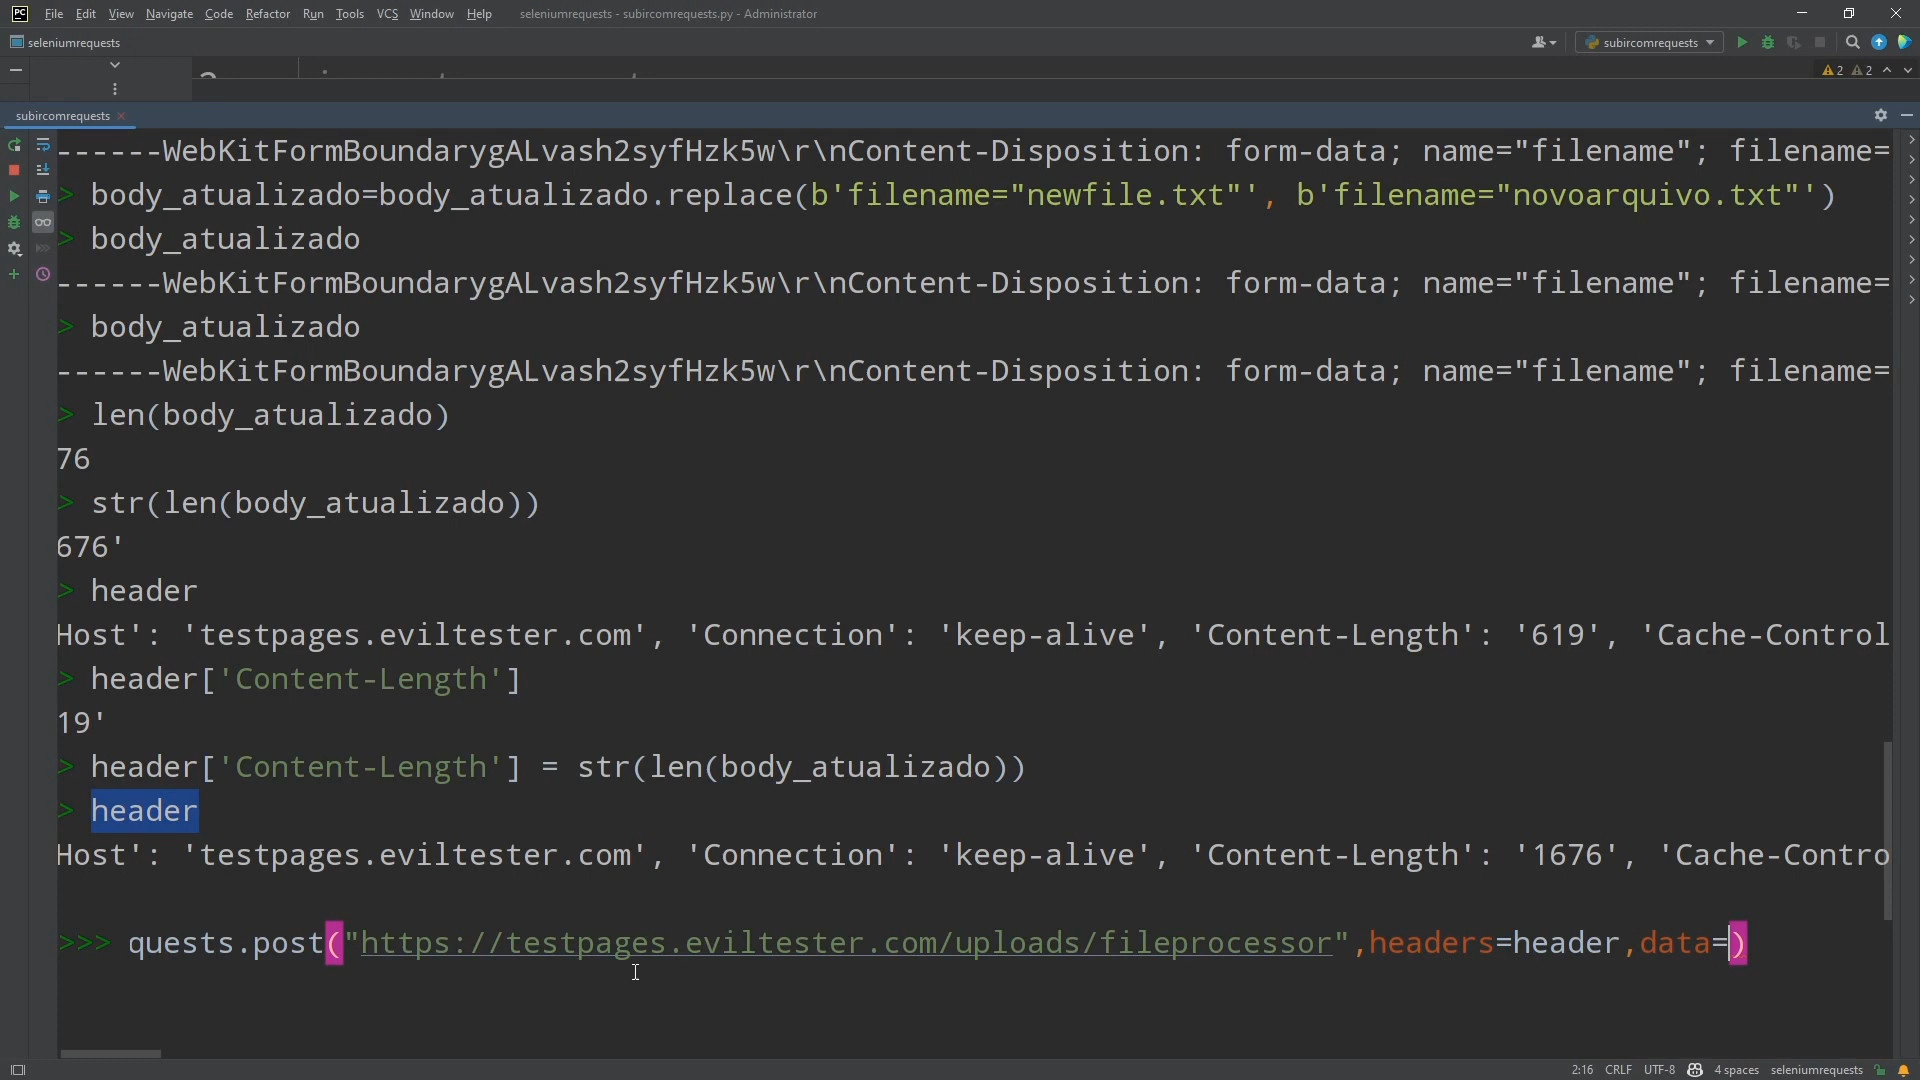 File Edit View Navigate Code Refactor Run Tools VCS Window Help seleniumrequests - subircomrequests.py - Administrator
seleniumrequests
subircomrequests
2 2
subircomrequests
------WebKitFormBoundarygALvash2syfHzk5w\r\nContent-Disposition: form-data; name="filename"; filename=
> body_atualizado=body_atualizado.replace(b'filename="newfile.txt"', b'filename="novoarquivo.txt"')
> body_atualizado
------WebKitFormBoundarygALvash2syfHzk5w\r\nContent-Disposition: form-data; name="filename"; filename=
> body_atualizado
------WebKitFormBoundarygALvash2syfHzk5w\r\nContent-Disposition: form-data; name="filename"; filename=
> len(body_atualizado)
76
> str(len(body_atualizado))
676'
> header
Host': 'testpages.eviltester.com', 'Connection': 'keep-alive', 'Content-Length': '619', 'Cache-Control
> header['Content-Length']
19'
> header['Content-Length'] = str(len(body_atualizado))
> header
Host': 'testpages.eviltester.com', 'Connection': 'keep-alive', 'Content-Length': '1676', 'Cache-Contro
>>> quests.post("https://testpages.eviltester.com/uploads/fileprocessor",headers=header,data=)
2:16 CRLF UTF-8 4 spaces seleniumrequests